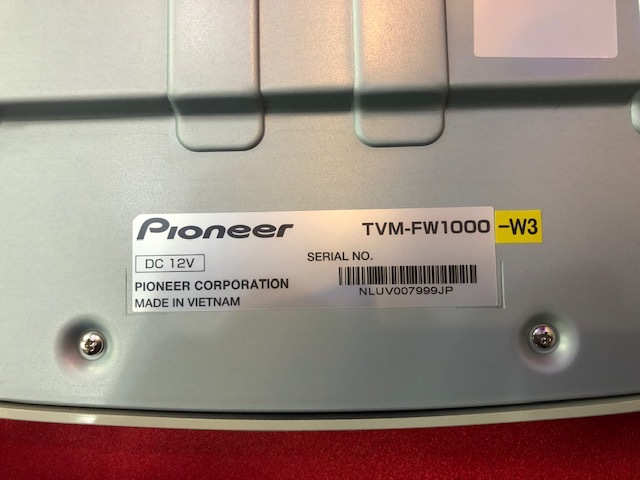 Pioneer TVM-FW1000 -W3
DC 12V SERIAL NO.
PIONEER CORPORATION
MADE IN VIETNAM NLUV007999JP